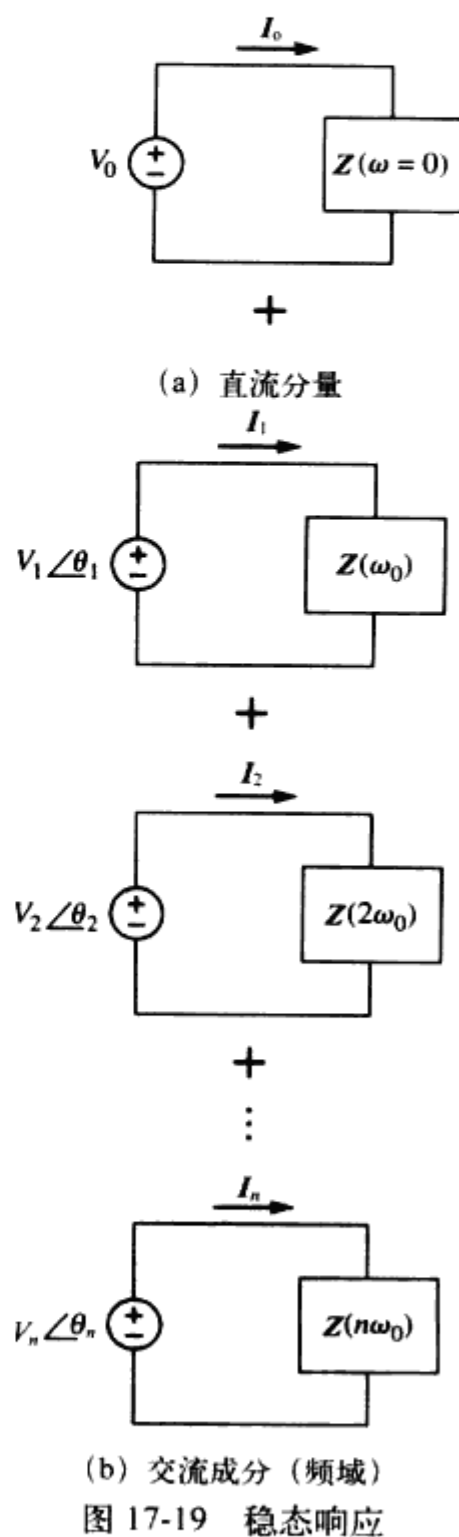 I₀
V₀
+
−
Z(ω = 0)
+
(a) 直流分量
I₁
V₁∠θ₁
+
−
Z(ω₀)
+
I₂
V₂∠θ₂
+
−
Z(2ω₀)
+
⋮
Iₙ
Vₙ∠θₙ
+
−
Z(nω₀)
(b) 交流成分 (频域)
图 17-19 稳态响应